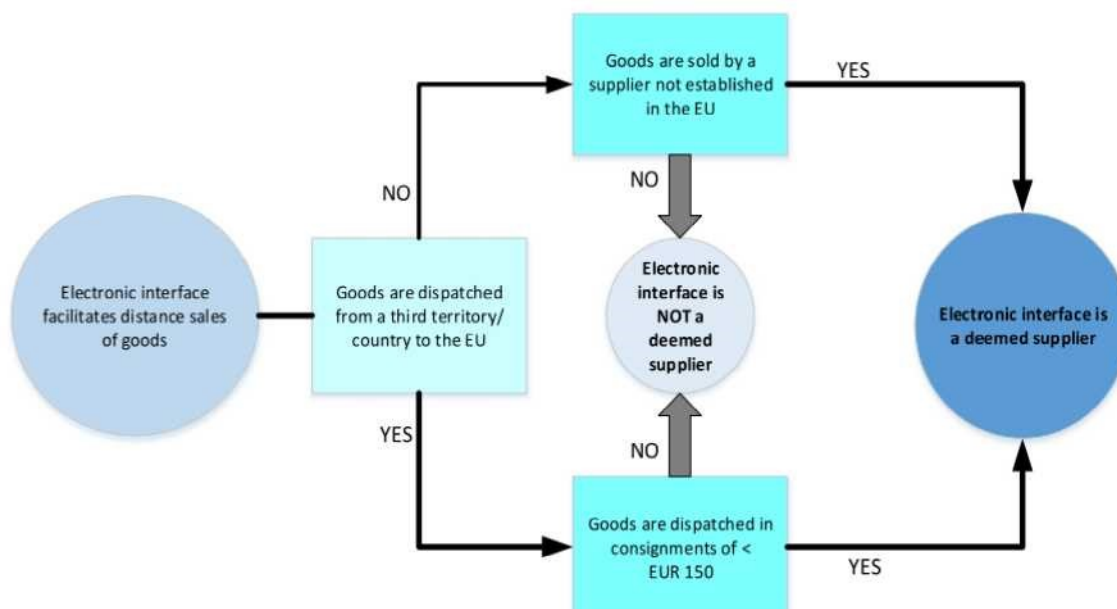 Electronic interface
facilitates distance sales
of goods
NO
Goods are dispatched
from a third territory/
country to the EU
YES
Goods are sold by a
supplier not established
in the EU
YES
NO
Electronic
interface is
NOT a
deemed
supplier
NO
Goods are dispatched in
consignments of <
EUR 150
YES
Electronic interface is
a deemed supplier